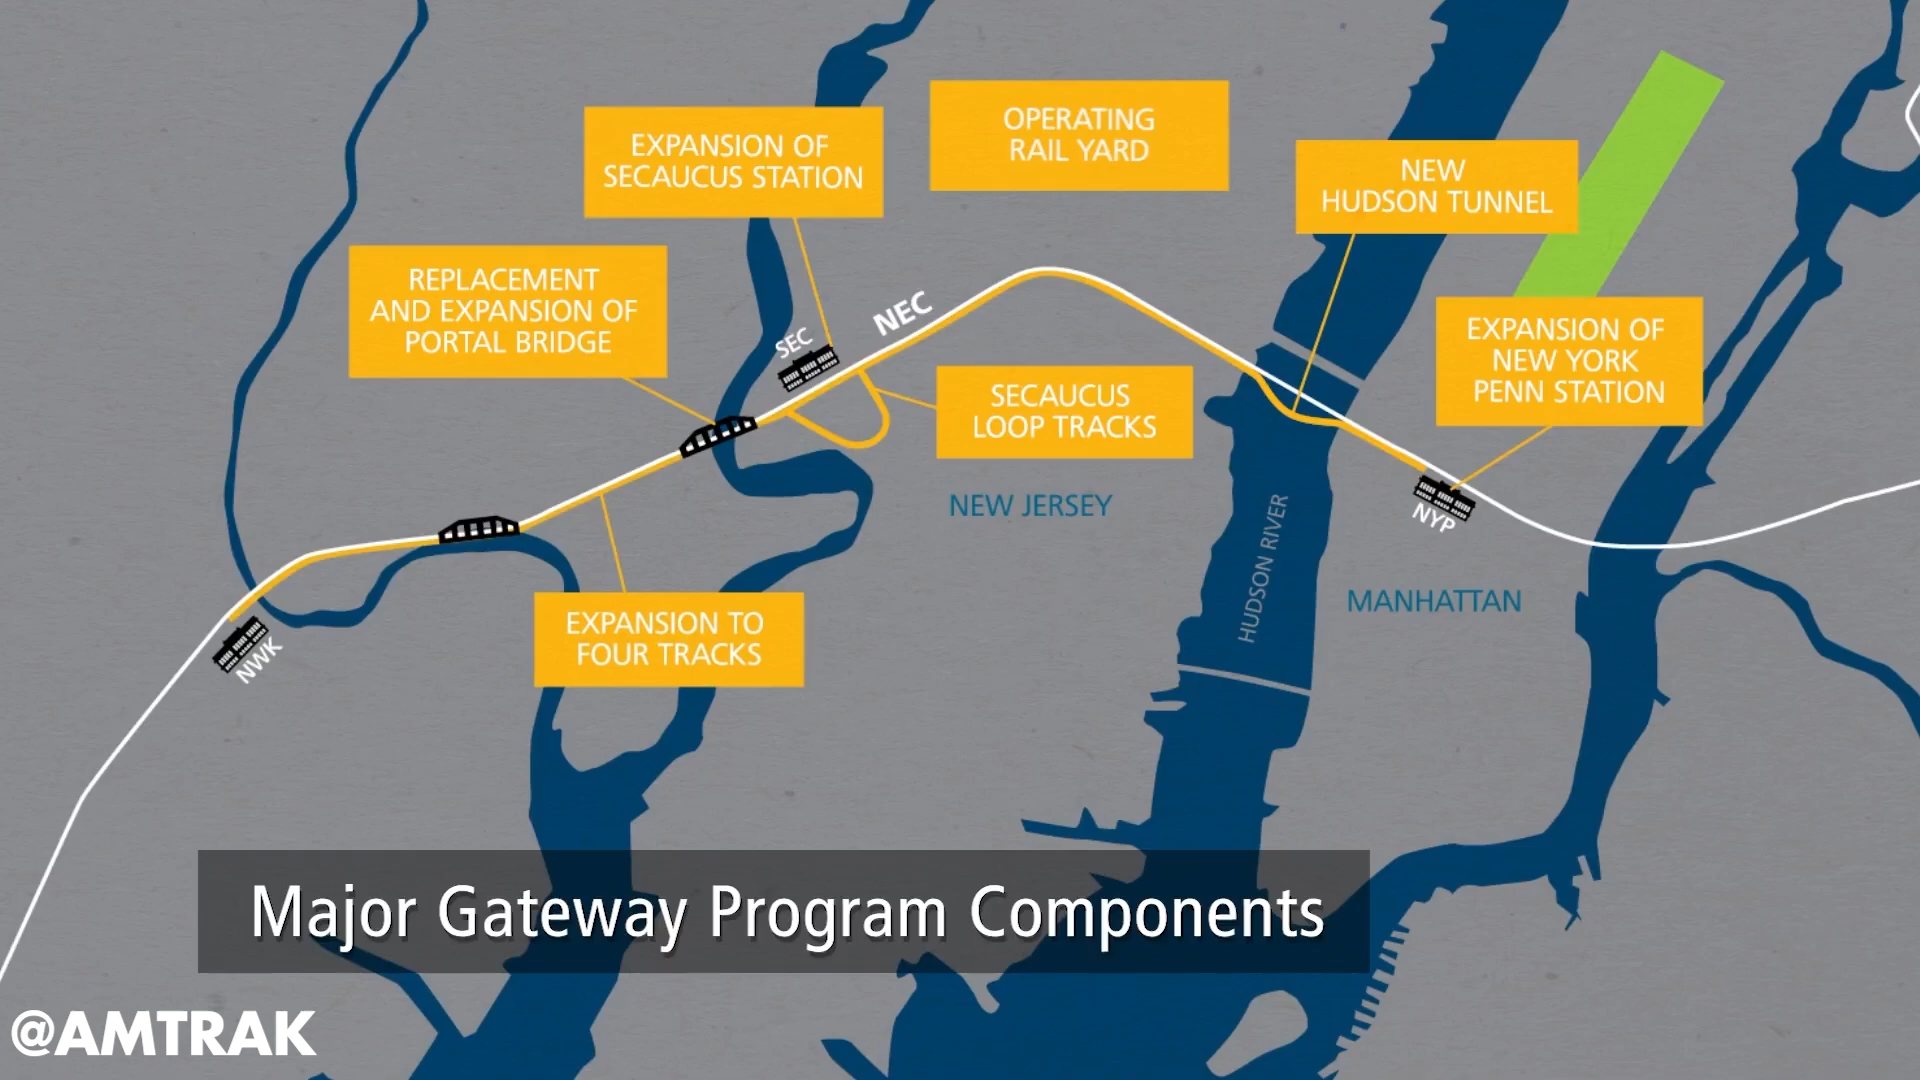 OPERATING
RAIL YARD
EXPANSION OF
SECAUCUS STATION
NEW
HUDSON TUNNEL
REPLACEMENT
AND EXPANSION OF
PORTAL BRIDGE
NEC
SEC
EXPANSION OF
NEW YORK
PENN STATION
SECAUCUS
LOOP TRACKS
NEW JERSEY
NYP
HUDSON RIVER
MANHATTAN
EXPANSION TO
FOUR TRACKS
NWK
Major Gateway Program Components
@AMTRAK